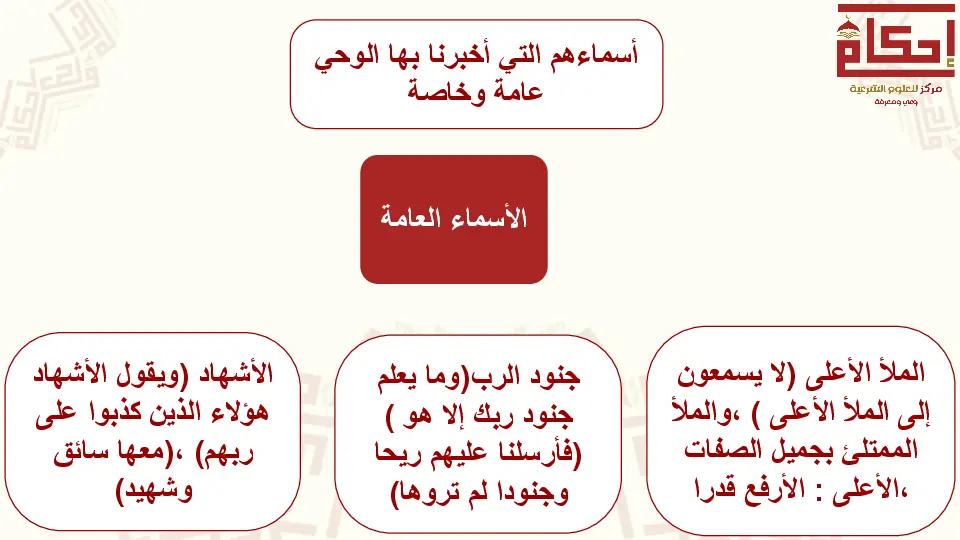 إحكام
مركز للعلوم الشرعية
وعي ومعرفة
أسماءهم التي أخبرنا بها الوحي
عامة وخاصة
الأسماء العامة
الملأ الأعلى (لا يسمعون
إلى الملأ الأعلى ) ،والملأ
الممتلئ بجميل الصفات
،الأعلى : الأرفع قدرا
جنود الرب(وما يعلم
جنود ربك إلا هو )
(فأرسلنا عليهم ريحا
وجنودا لم تروها)
الأشهاد (ويقول الأشهاد
هؤلاء الذين كذبوا على
ربهم) ،(معها سائق
وشهيد)